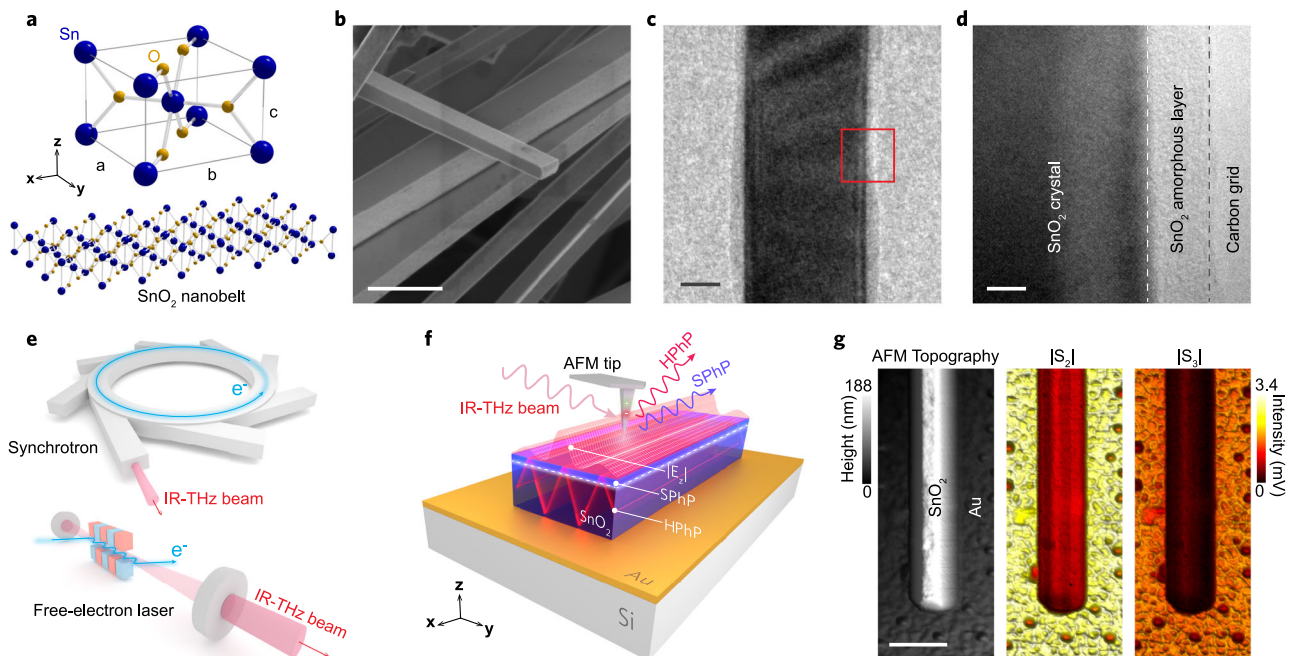 a
Sn
O
c
a
b
z
x
y
SnO2 nanobelt
b
c
d
SnO2 crystal
SnO2 amorphous layer
Carbon grid
e
e-
Synchrotron
IR-THz beam
e-
IR-THz beam
Free-electron laser
f
AFM tip
HPhP
SPhP
IR-THz beam
|Ez|
SPhP
SnO2
HPhP
Au
Si
z
x
y
g
AFM Topography
|S2|
|S3|
188
Height (nm)
0
SnO2
Au
3.4
Intensity (mV)
0